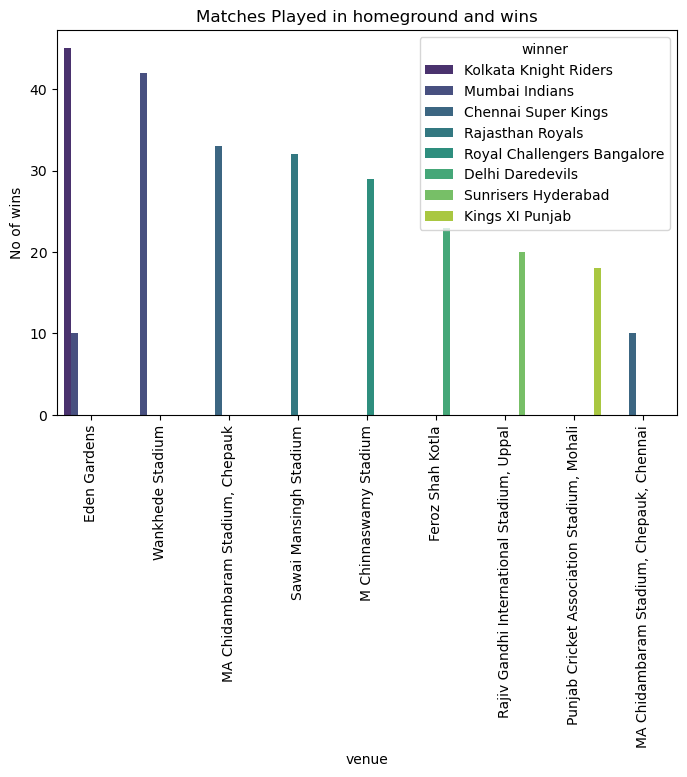 Matches Played in homeground and wins
No of wins
40
30
20
10
0
winner
Kolkata Knight Riders
Mumbai Indians
Chennai Super Kings
Rajasthan Royals
Royal Challengers Bangalore
Delhi Daredevils
Sunrisers Hyderabad
Kings XI Punjab
Eden Gardens
Wankhede Stadium
MA Chidambaram Stadium, Chepauk
Sawai Mansingh Stadium
M Chinnaswamy Stadium
Feroz Shah Kotla
Rajiv Gandhi International Stadium, Uppal
Punjab Cricket Association Stadium, Mohali
MA Chidambaram Stadium, Chepauk, Chennai
venue